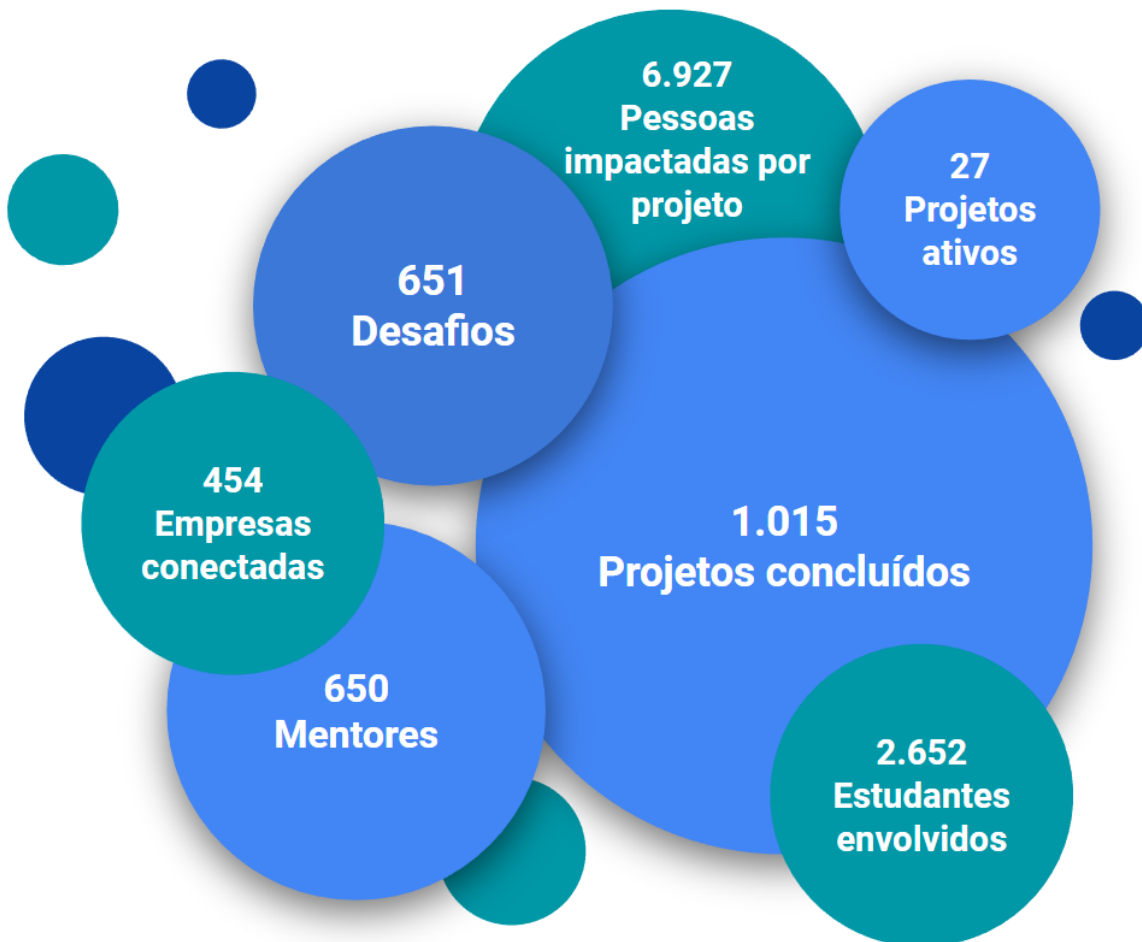 6.927
Pessoas
impactadas por
projeto
27
Projetos
ativos
651
Desafios
454
Empresas
conectadas
1.015
Projetos concluídos
650
Mentores
2.652
Estudantes
envolvidos